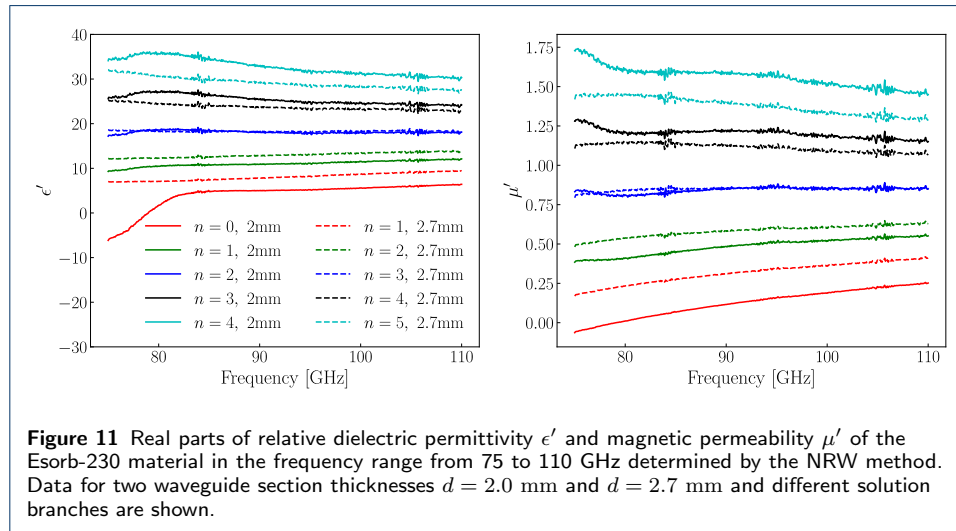 40
30
20
10
0
−10
−20
−30
ϵ′
80 90 100 110
Frequency [GHz]
n = 0, 2mm
n = 1, 2mm
n = 2, 2mm
n = 3, 2mm
n = 4, 2mm
n = 1, 2.7mm
n = 2, 2.7mm
n = 3, 2.7mm
n = 4, 2.7mm
n = 5, 2.7mm
1.75
1.50
1.25
1.00
0.75
0.50
0.25
0.00
μ′
80 90 100 110
Frequency [GHz]
Figure 11 Real parts of relative dielectric permittivity ϵ′ and magnetic permeability μ′ of the
Esorb-230 material in the frequency range from 75 to 110 GHz determined by the NRW method.
Data for two waveguide section thicknesses d = 2.0 mm and d = 2.7 mm and different solution
branches are shown.